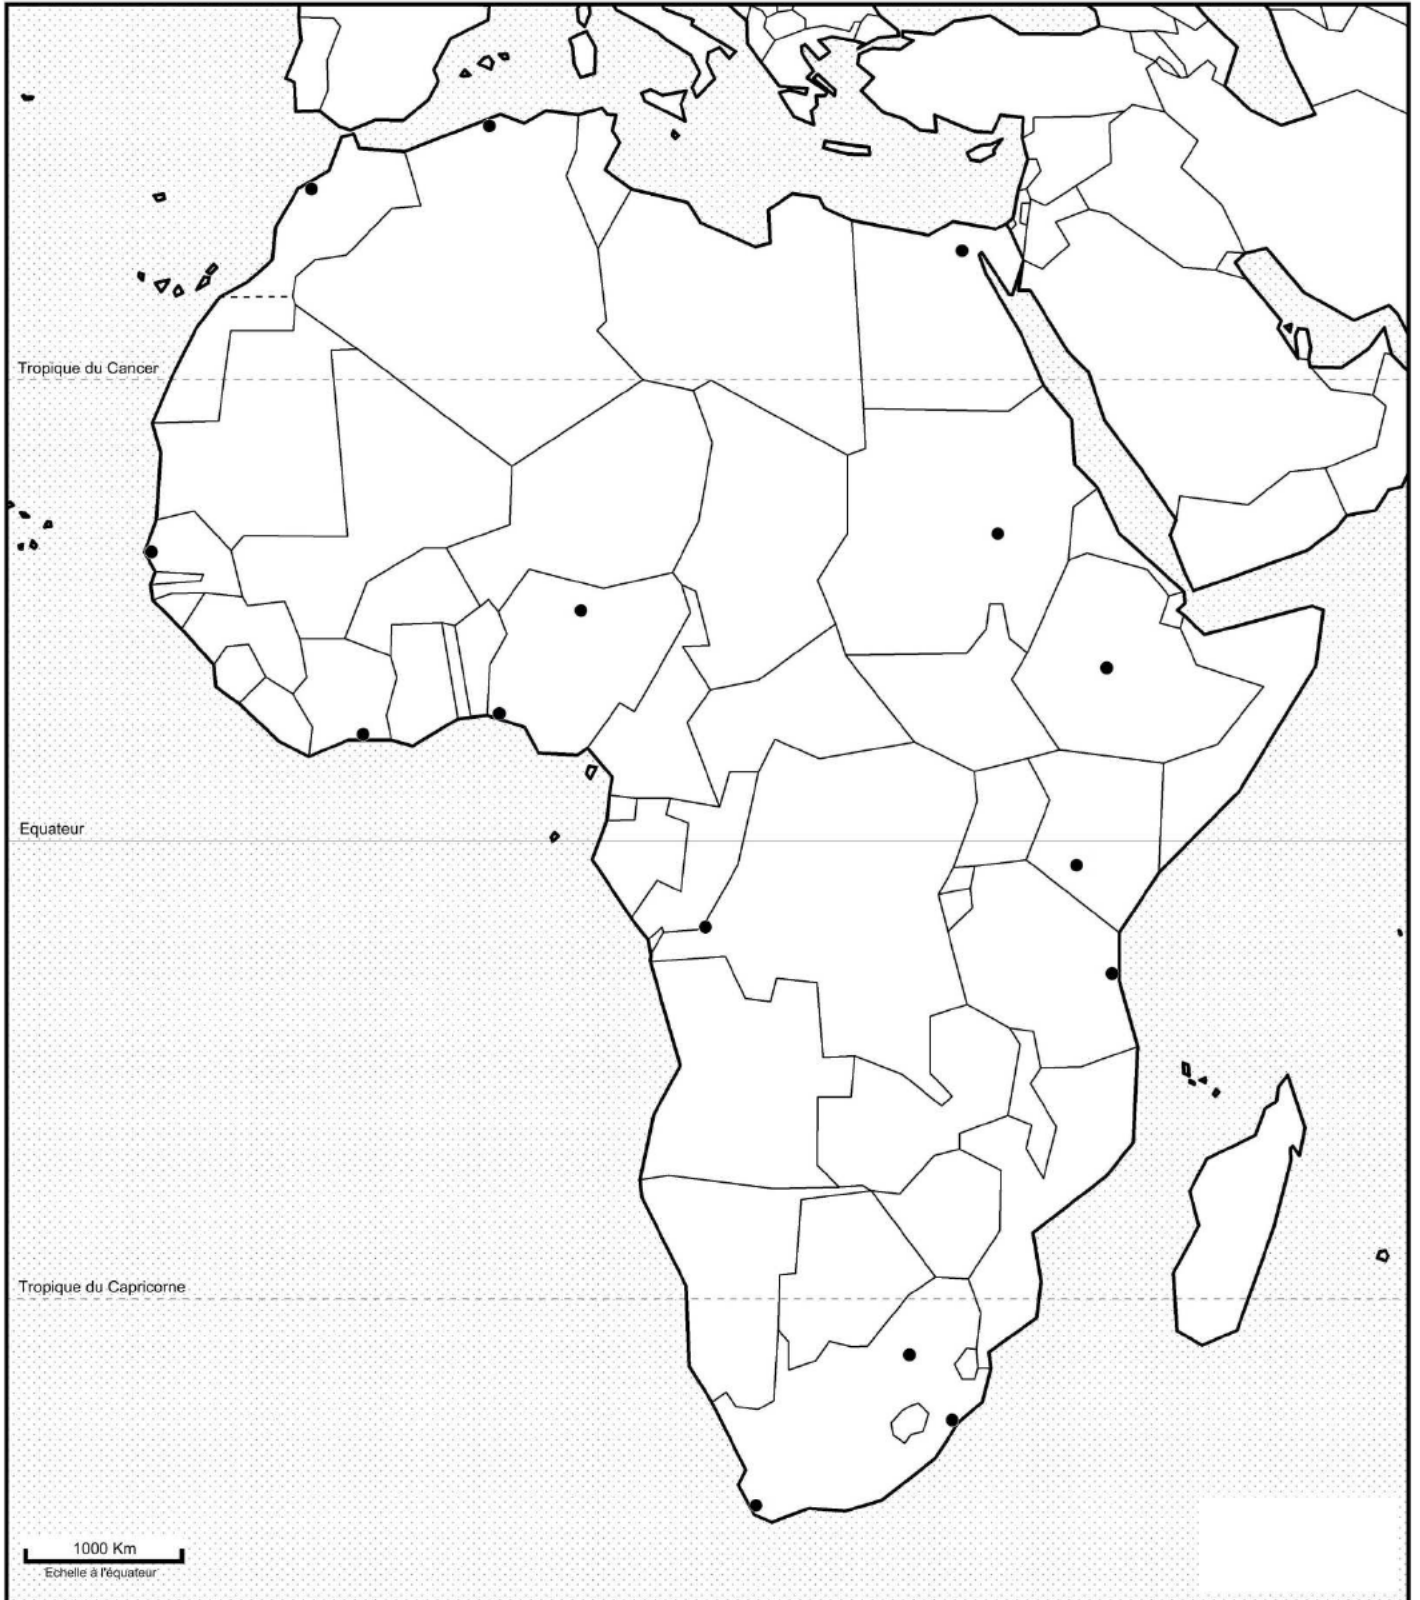 Tropique du Cancer
Equateur
Tropique du Capricorne
1000 Km
Echelle à l'équateur